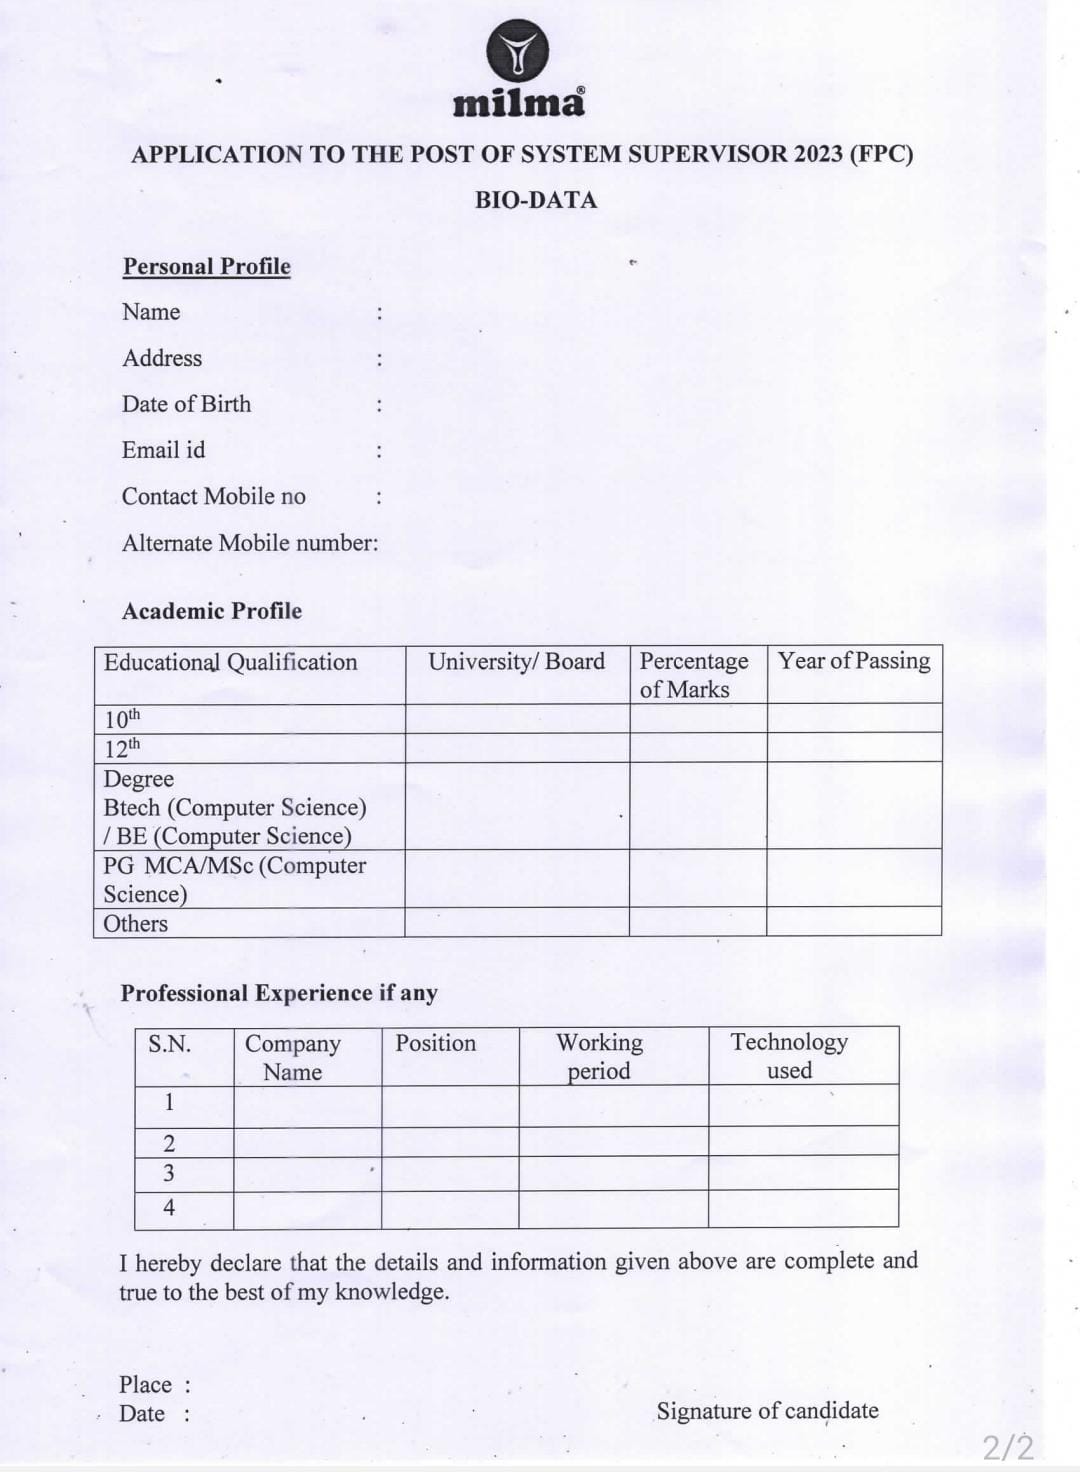 milma®
APPLICATION TO THE POST OF SYSTEM SUPERVISOR 2023 (FPC)
BIO-DATA
Personal Profile
Name :
Address :
Date of Birth :
Email id :
Contact Mobile no :
Alternate Mobile number:
Academic Profile
Educational Qualification University/ Board Percentage of Marks Year of Passing
10th
12th
Degree
Btech (Computer Science)
/ BE (Computer Science)
PG MCA/MSc (Computer
Science)
Others
Professional Experience if any
S.N. Company Name Position Working period Technology used
1
2
3
4
I hereby declare that the details and information given above are complete and
true to the best of my knowledge.
Place :
Date :
Signature of candidate
2/2